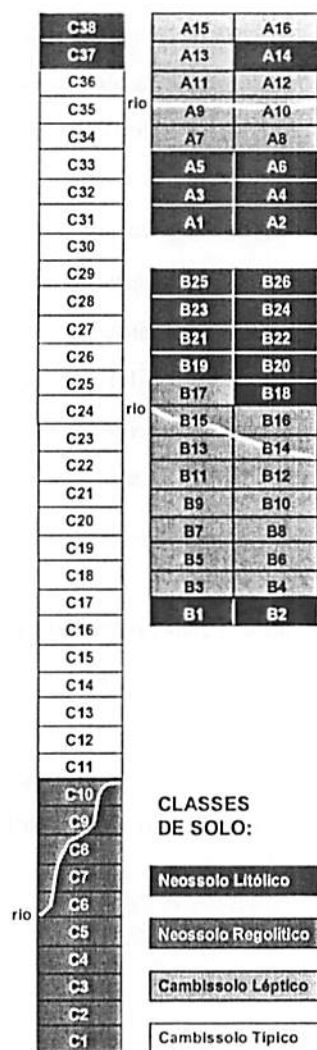 C38
C37
C36
C35
C34
C33
C32
C31
C30
C29
C28
C27
C26
C25
C24
C23
C22
C21
C20
C19
C18
C17
C16
C15
C14
C13
C12
C11
C10
C9
C8
C7
C6
C5
C4
C3
C2
C1
rio
rio
A15 A16
A13 A14
A11 A12
A9 A10
A7 A8
A5 A6
A3 A4
A1 A2
rio
B25 B26
B23 B24
B21 B22
B19 B20
B17 B18
B15 B16
B13 B14
B11 B12
B9 B10
B7 B8
B5 B6
B3 B4
B1 B2
CLASSES
DE SOLO:
Neossolo Litólico
Neossolo Regolítico
Cambissolo Léptico
Cambissolo Típico